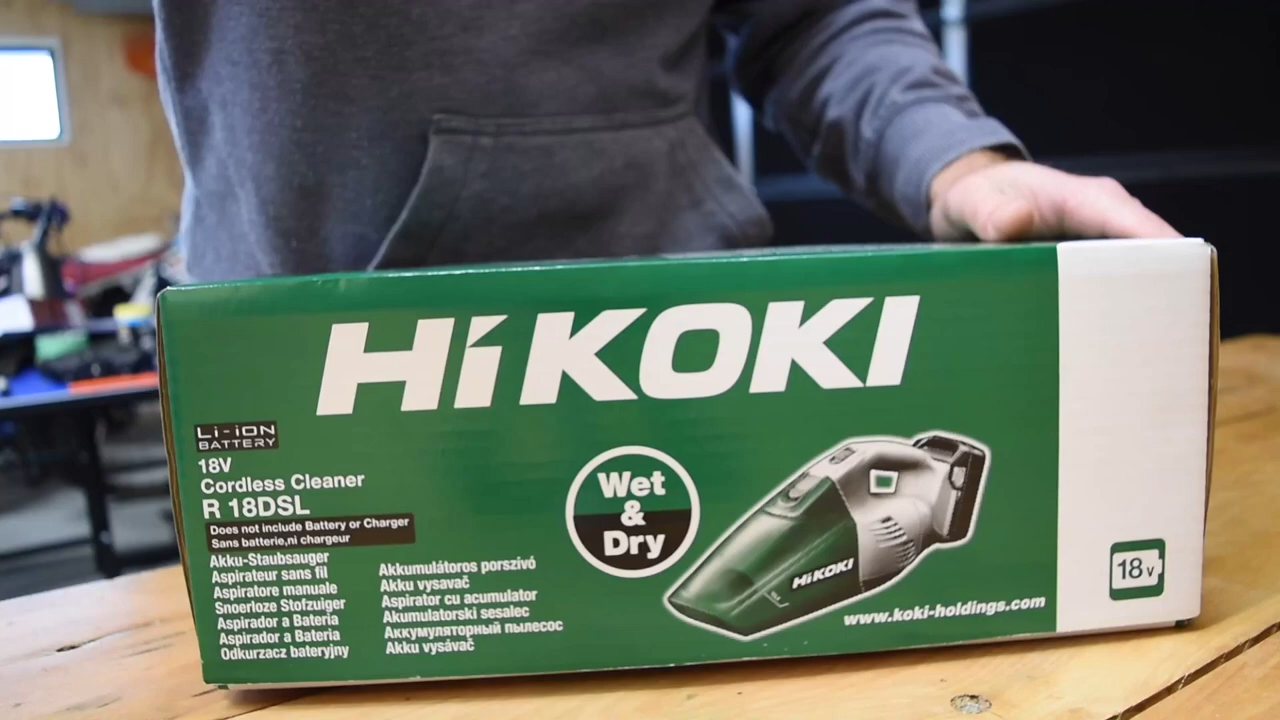 HiKOKI
Li-ion
BATTERY
18V
Cordless Cleaner
R 18DSL
Does not include Battery or Charger
Sans batterie,ni chargeur
Akku-Staubsauger
Aspirateur sans fil
Aspiratore manuale
Snoerloze Stofzuiger
Aspirador a Bateria
Aspirador a Bateria
Odkurzacz bateryjny
Akkumulátoros porszívó
Akku vysavač
Aspirator cu acumulator
Akumulatorski sesalec
Аккумуляторный пылесос
Akku vysávač
Wet
&
Dry
HiKOKI
www.koki-holdings.com
18v